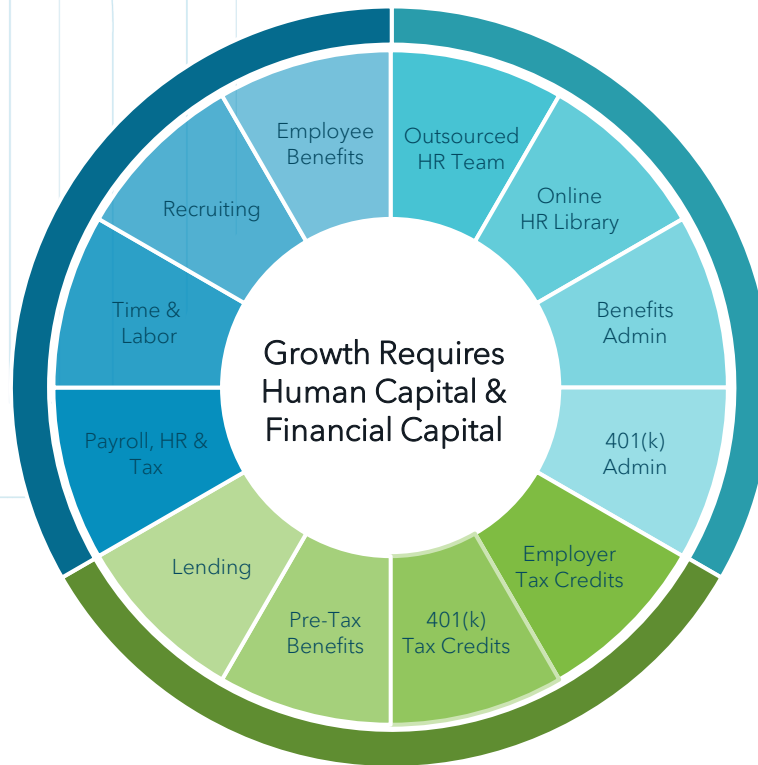 Employee
Benefits
Outsourced
HR Team
Recruiting
Online
HR Library
Time &
Labor
Benefits
Admin
Growth Requires
Human Capital &
Financial Capital
Payroll, HR &
Tax
401(k)
Admin
Lending
Employer
Tax Credits
Pre-Tax
Benefits
401(k)
Tax Credits